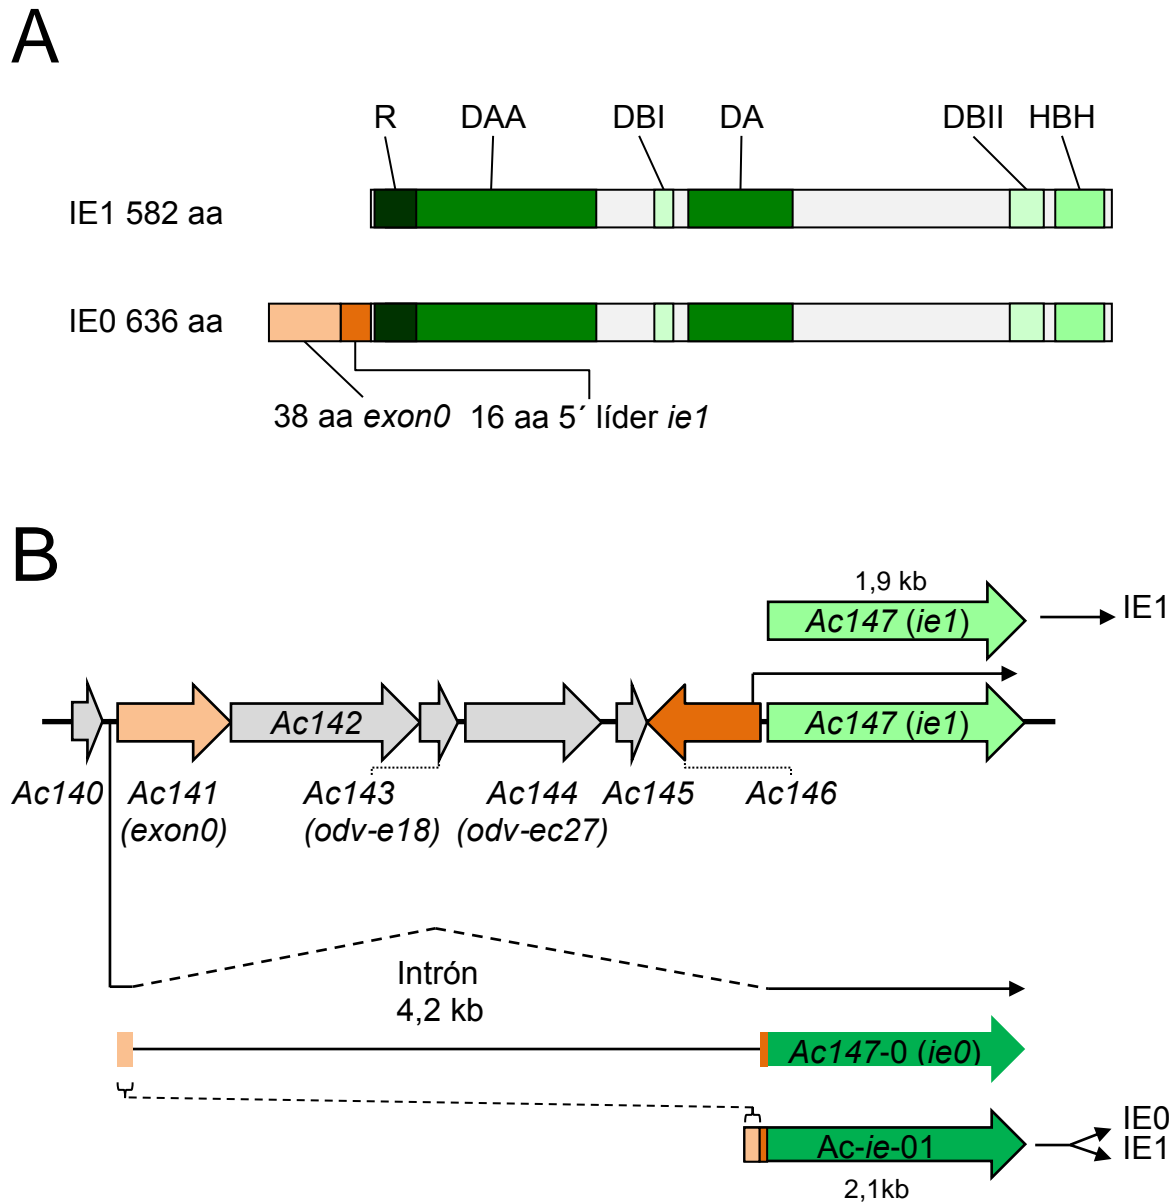 A
R DAA DBI DA DBII HBH
IE1 582 aa
IE0 636 aa
38 aa exon0 16 aa 5´ líder ie1
B
1,9 kb
Ac147 (ie1)
IE1
Ac142
Ac147 (ie1)
Ac140 Ac141 Ac143 Ac144 Ac145 Ac146
(exon0) (odv-e18) (odv-ec27)
Intrón
4,2 kb
Ac147-0 (ie0)
IE0
Ac-ie-01
IE1
2,1kb